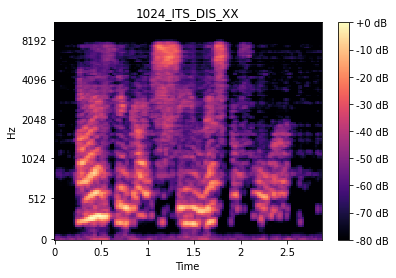 1024_ITS_DIS_XX
+0 dB
8192
-10 dB
4096
-20 dB
-30 dB
2048
-40 dB
Hz
1024
-50 dB
-60 dB
512
-70 dB
0
-80 dB
0 0.5 1 1.5 2 2.5
Time